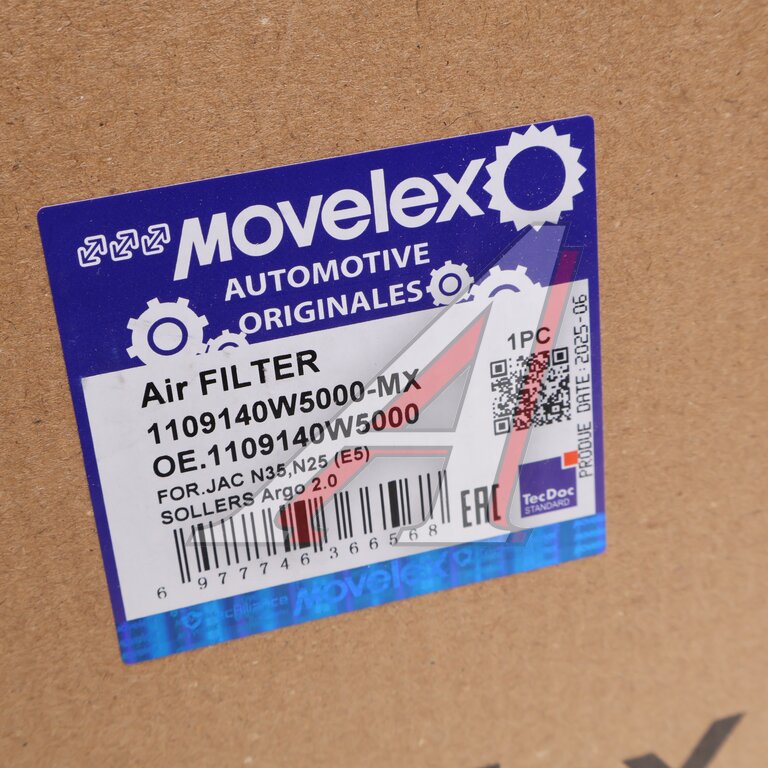 MOVELEX
AUTOMOTIVE
ORIGINALES
Air FILTER
1109140W5000-MX
OE.1109140W5000
FOR.JAC N35,N25 (E5)
SOLLERS Argo 2.0
1PC
PRODUE DATE:2025-06
EAC
TecDoc
STANDARD
6 977746 366568
MOVELEX